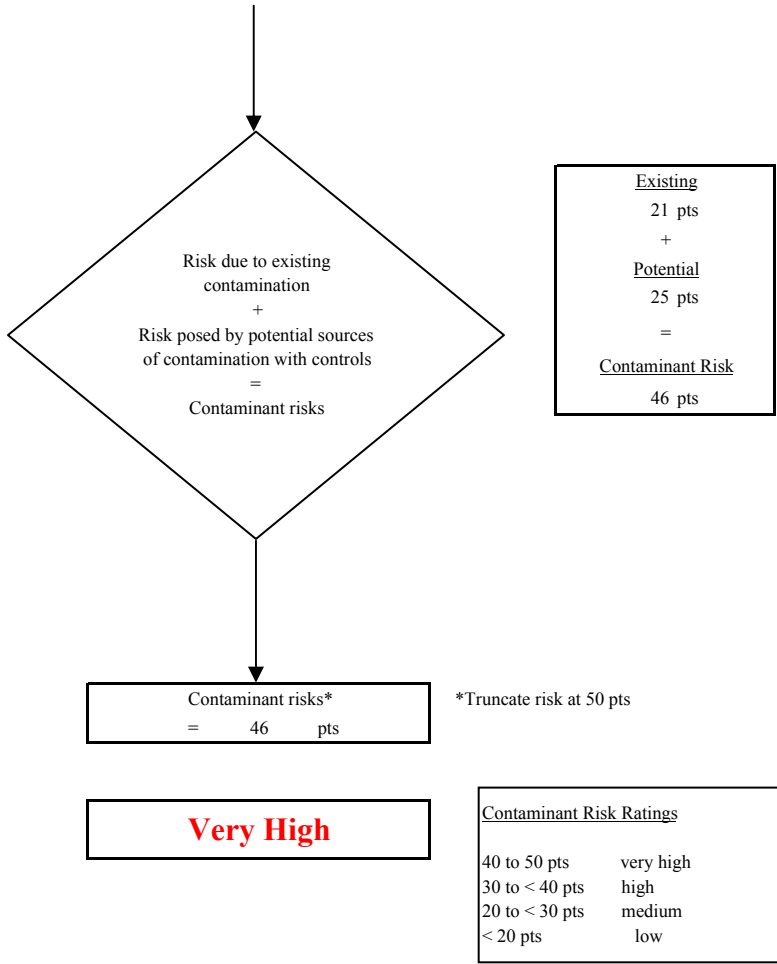 Risk due to existing
contamination
+
Risk posed by potential sources
of contamination with controls
=
Contaminant risks
Existing
21 pts
+
Potential
25 pts
=
Contaminant Risk
46 pts
Contaminant risks*
= 46 pts
*Truncate risk at 50 pts
Very High
Contaminant Risk Ratings
40 to 50 pts very high
30 to < 40 pts high
20 to < 30 pts medium
< 20 pts low